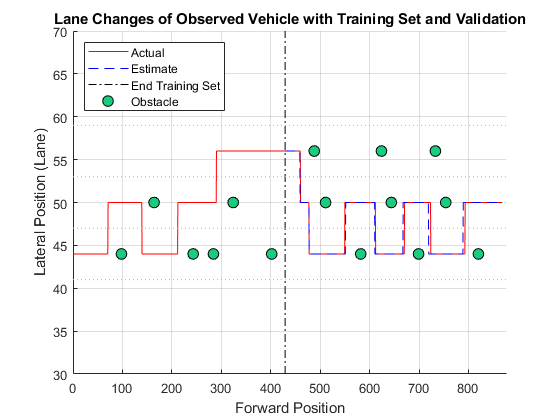 Lane Changes of Observed Vehicle with Training Set and Validation
70
65
60
55
50
45
40
35
30
Lateral Position (Lane)
Actual
Estimate
End Training Set
Obstacle
0 100 200 300 400 500 600 700 800
Forward Position